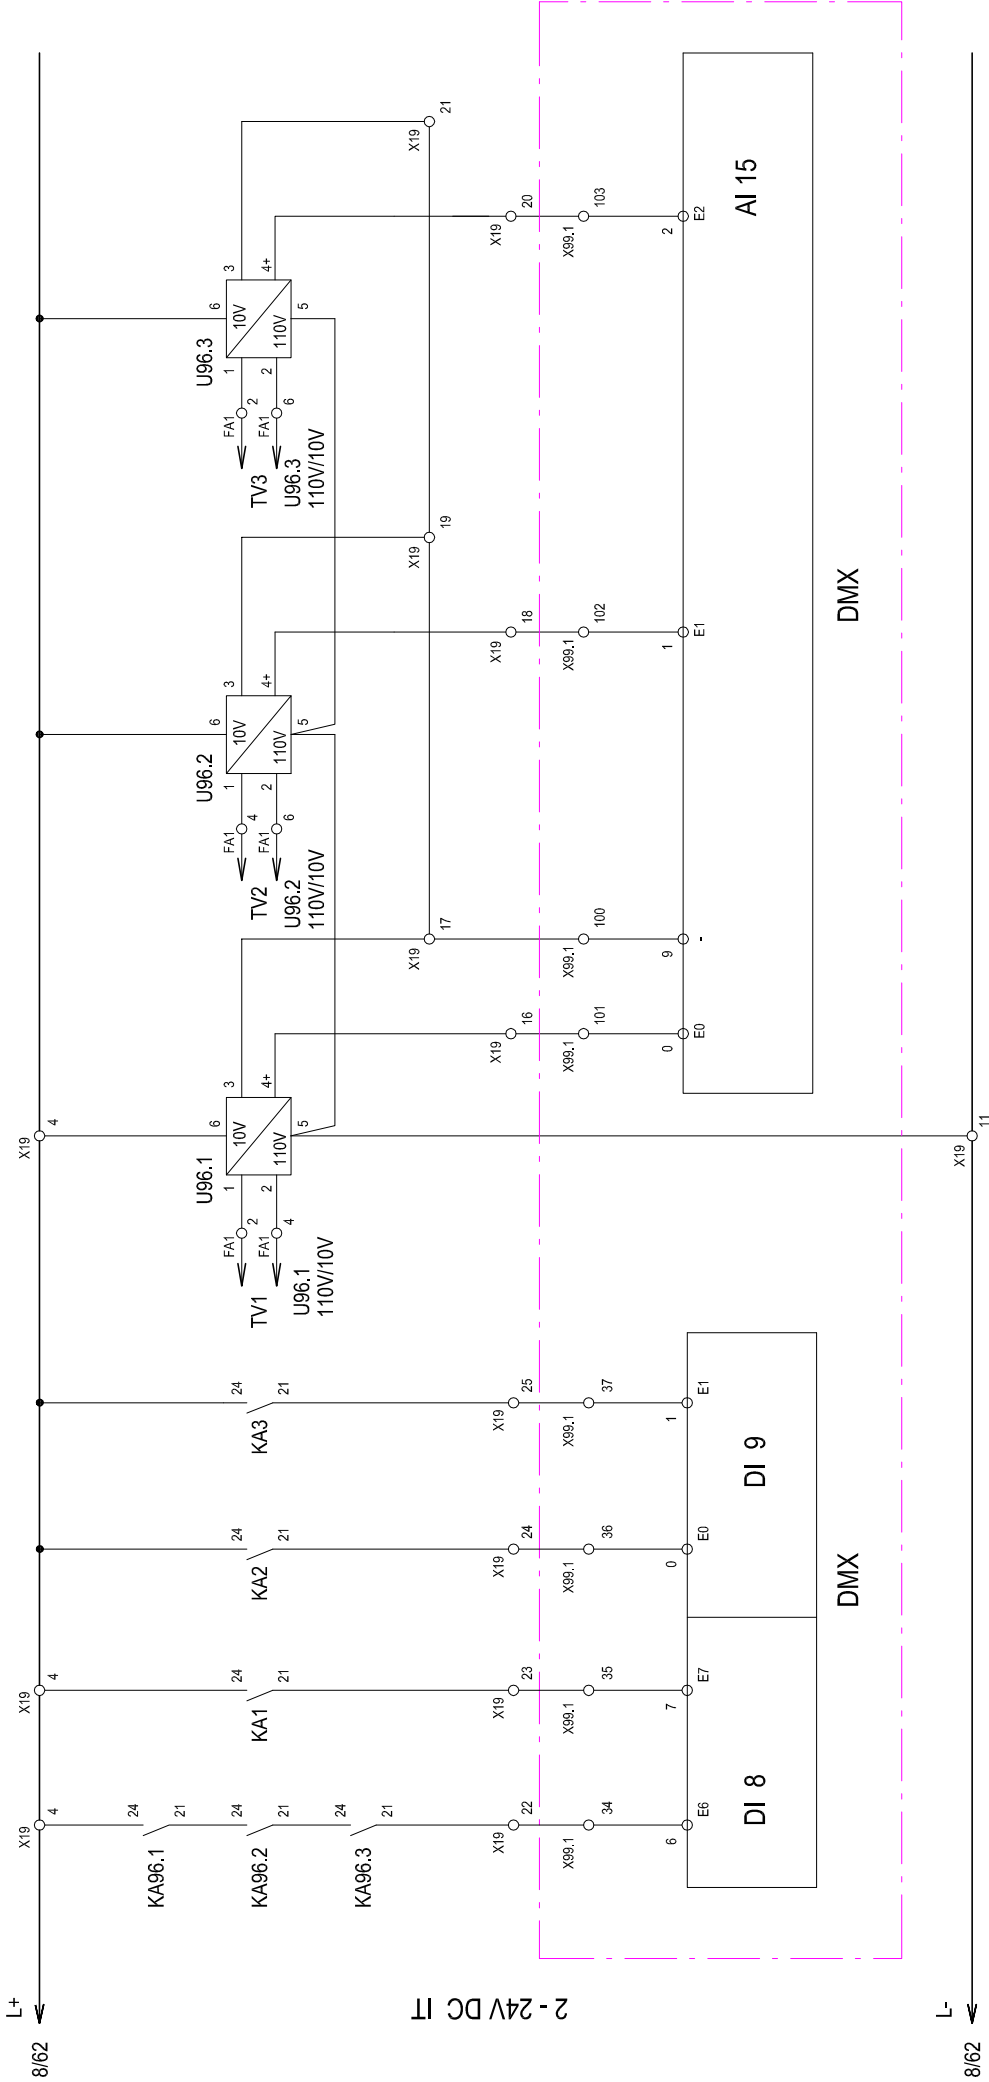 8/62
L+
X19
4
KA96.1
24
21
KA96.2
24
21
KA96.3
24
21
X19
22
X99.1
34
6
E6
X19
4
KA1
24
21
X19
23
X99.1
35
7
E7
DI 8
KA2
24
21
X19
24
X99.1
36
0
E0
KA3
24
21
X19
25
X99.1
37
1
E1
DI 9
DMX
X19
4
U96.1
6
10V
110V
5
3
4+
1
2
FA1
2
FA1
4
TV1
U96.1
110V/10V
X19
16
X99.1
101
0
E0
X19
17
X99.1
100
9
-
U96.2
6
10V
110V
5
3
4+
1
2
FA1
4
FA1
6
TV2
U96.2
110V/10V
X19
18
X99.1
102
1
E1
X19
19
U96.3
6
10V
110V
5
3
4+
1
2
FA1
2
FA1
6
TV3
U96.3
110V/10V
X19
20
X99.1
103
2
E2
X19
21
AI 15
DMX
2 - 24V DC IT
8/62
L-
X19
11